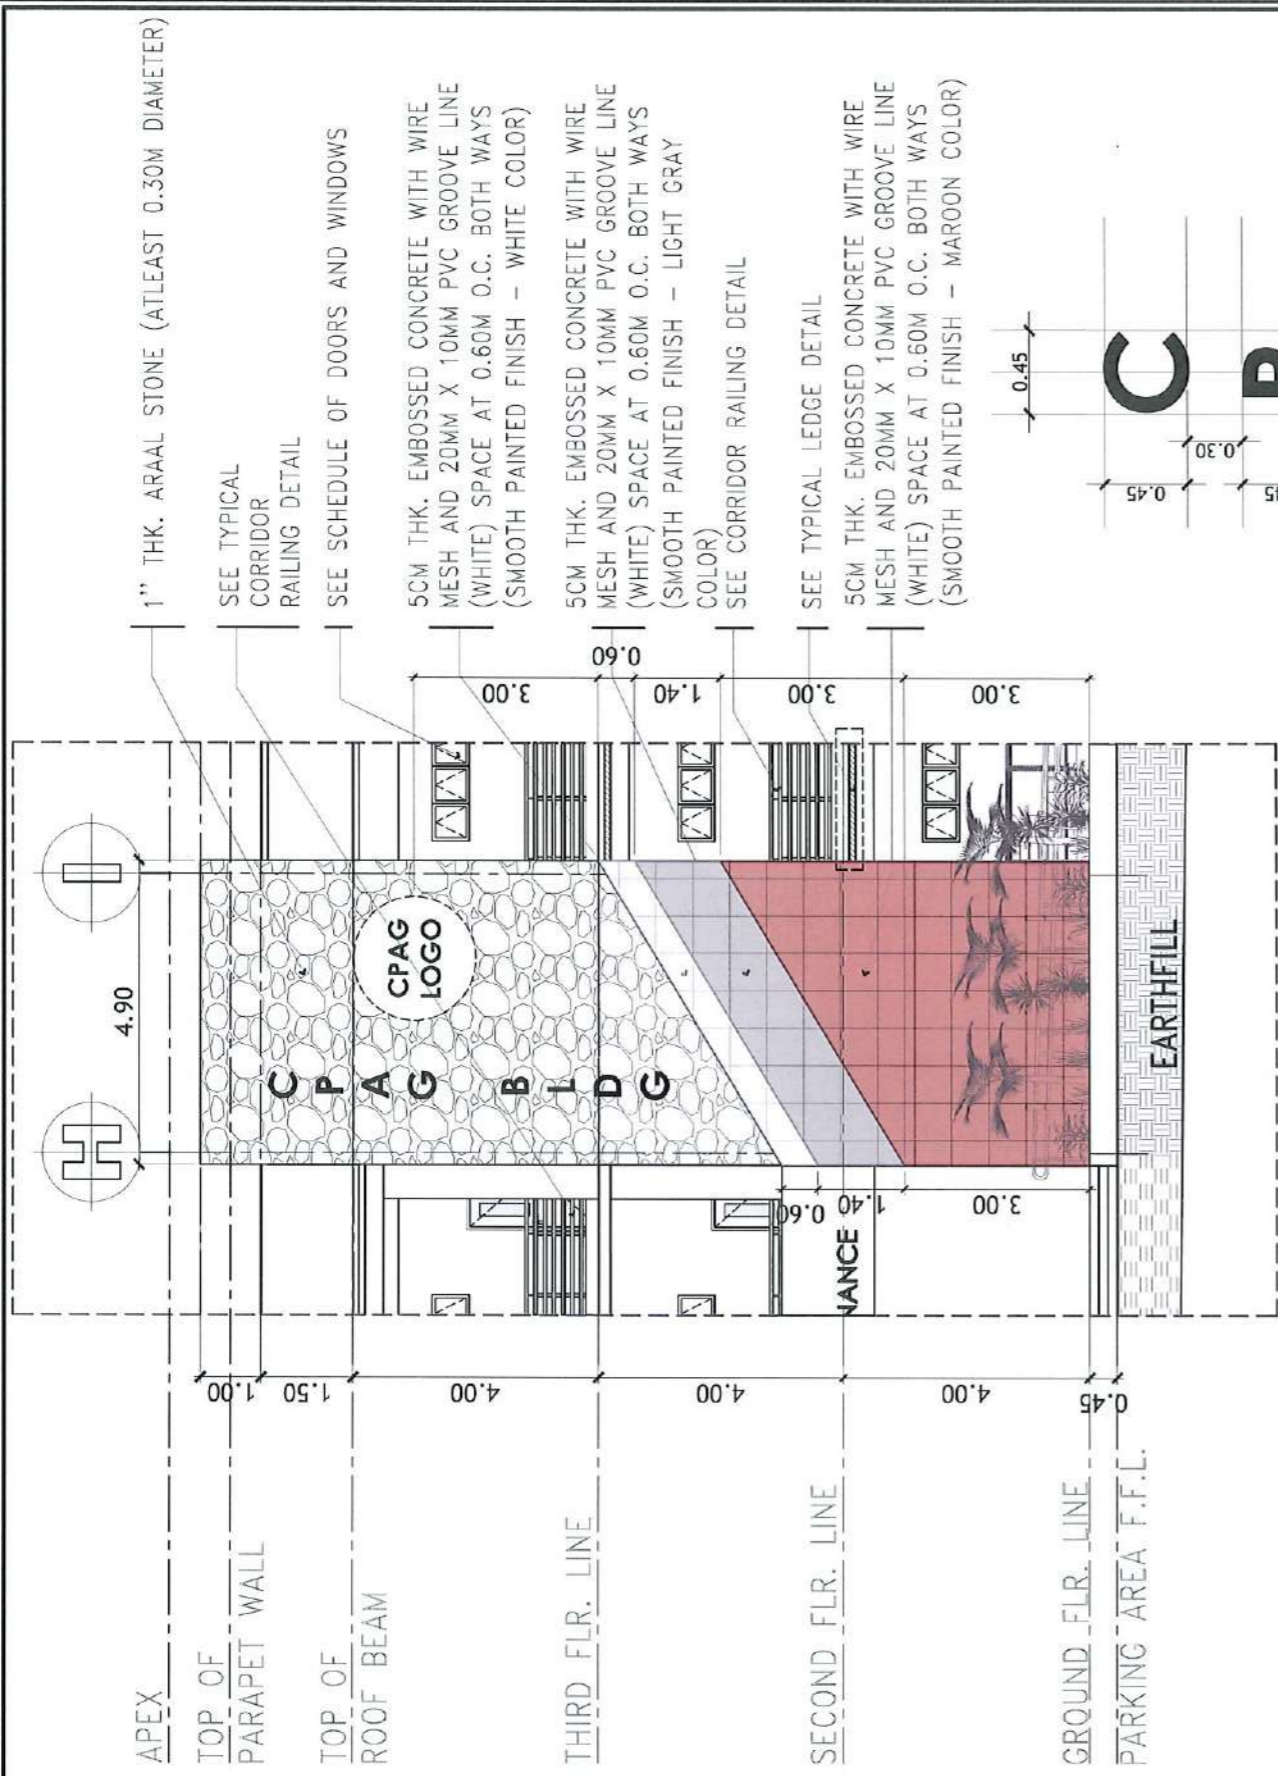 1" THK. ARAAL STONE (ATLEAST 0.30M DIAMETER)
SEE TYPICAL
CORRIDOR
RAILING DETAIL
SEE SCHEDULE OF DOORS AND WINDOWS
5CM THK. EMBOSSED CONCRETE WITH WIRE
MESH AND 20MM X 10MM PVC GROOVE LINE
(WHITE) SPACE AT 0.60M O.C. BOTH WAYS
(SMOOTH PAINTED FINISH - WHITE COLOR)
5CM THK. EMBOSSED CONCRETE WITH WIRE
MESH AND 20MM X 10MM PVC GROOVE LINE
(WHITE) SPACE AT 0.60M O.C. BOTH WAYS
(SMOOTH PAINTED FINISH - LIGHT GRAY
COLOR)
SEE CORRIDOR RAILING DETAIL
SEE TYPICAL LEDGE DETAIL
5CM THK. EMBOSSED CONCRETE WITH WIRE
MESH AND 20MM X 10MM PVC GROOVE LINE
(WHITE) SPACE AT 0.60M O.C. BOTH WAYS
(SMOOTH PAINTED FINISH - MAROON COLOR)
H
I
4.90
CPAG
LOGO
CPAG BLDG
NANCE
EARTHFILL
3.00
0.60
1.40
3.00
3.00
0.60
1.40
3.00
1.00
1.50
4.00
4.00
4.00
0.45
APEX
TOP OF
PARAPET WALL
TOP OF
ROOF BEAM
THIRD FLR. LINE
SECOND FLR. LINE
GROUND FLR. LINE
PARKING AREA F.F.L.
0.45
C
0.45
0.30